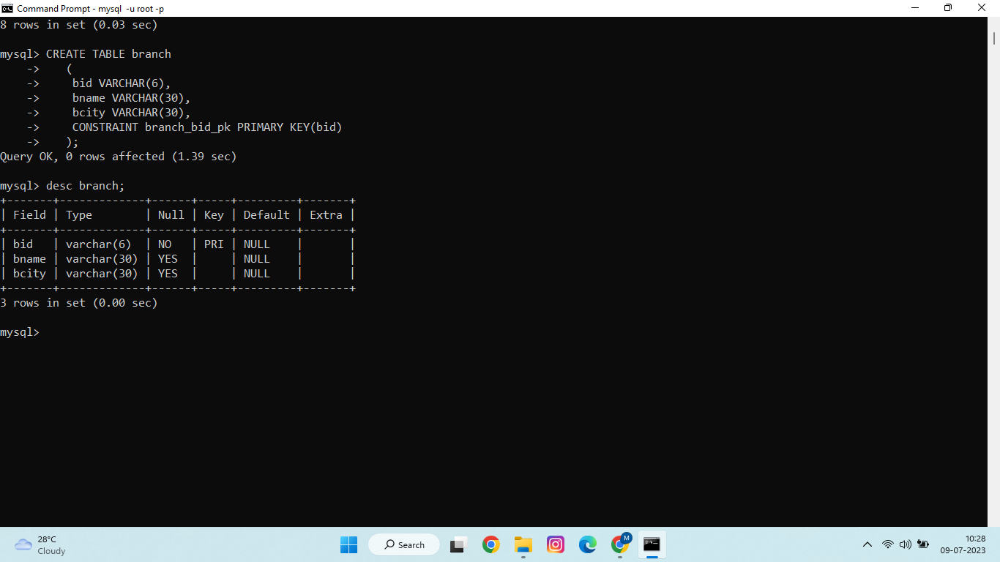 Command Prompt - mysql  -u root -p
8 rows in set (0.03 sec)
mysql> CREATE TABLE branch
    ->    (
    ->     bid VARCHAR(6),
    ->     bname VARCHAR(30),
    ->     bcity VARCHAR(30),
    ->     CONSTRAINT branch_bid_pk PRIMARY KEY(bid)
    ->    );
Query OK, 0 rows affected (1.39 sec)
mysql> desc branch;
+-------+-------------+------+-----+---------+-------+
| Field | Type        | Null | Key | Default | Extra |
+-------+-------------+------+-----+---------+-------+
| bid   | varchar(6)  | NO   | PRI | NULL    |       |
| bname | varchar(30) | YES  |     | NULL    |       |
| bcity | varchar(30) | YES  |     | NULL    |       |
+-------+-------------+------+-----+---------+-------+
3 rows in set (0.00 sec)
mysql>
28°C
Cloudy
Search
M
10:28
09-07-2023